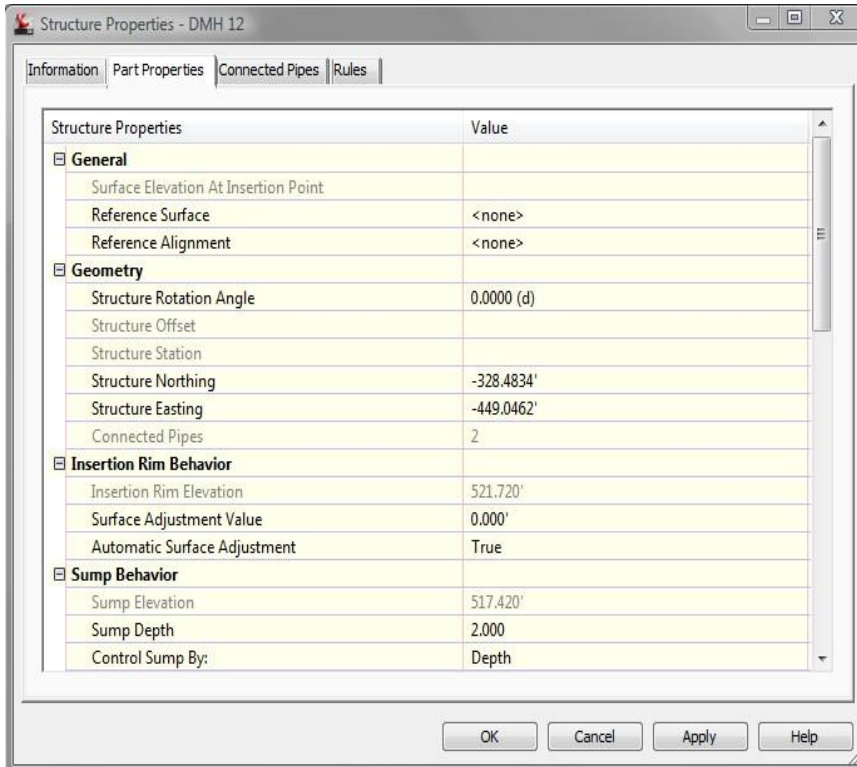 Structure Properties - DMH 12
Information Part Properties Connected Pipes Rules
Structure Properties Value
General
Surface Elevation At Insertion Point
Reference Surface <none>
Reference Alignment <none>
Geometry
Structure Rotation Angle 0.0000 (d)
Structure Offset
Structure Station
Structure Northing -328.4834'
Structure Easting -449.0462'
Connected Pipes 2
Insertion Rim Behavior
Insertion Rim Elevation 521.720'
Surface Adjustment Value 0.000'
Automatic Surface Adjustment True
Sump Behavior
Sump Elevation 517.420'
Sump Depth 2.000
Control Sump By: Depth
OK Cancel Apply Help